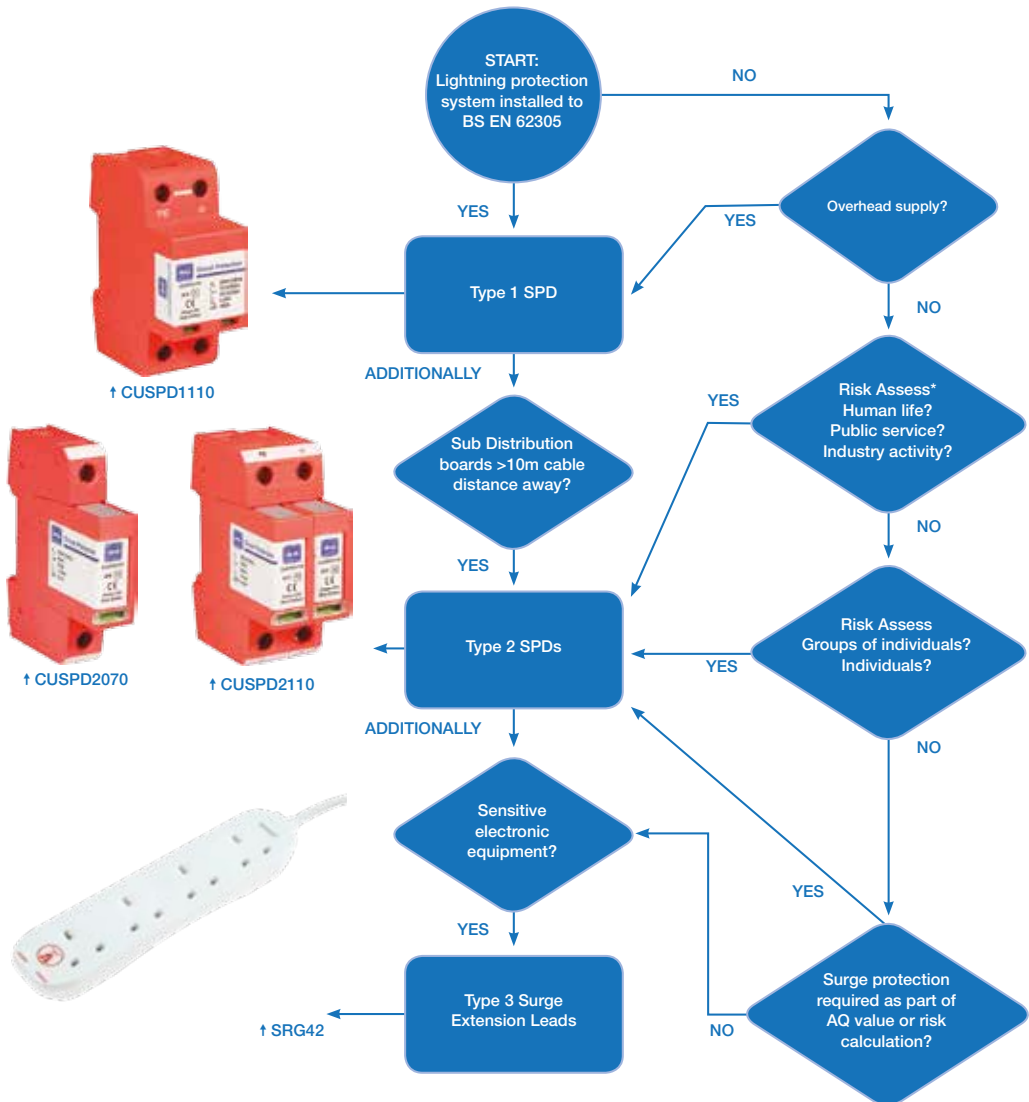 START:
Lightning protection
system installed to
BS EN 62305
NO
YES
Overhead supply?
YES
Type 1 SPD
NO
↑ CUSPD1110
ADDITIONALLY
Sub Distribution
boards >10m cable
distance away?
YES
Risk Assess*
Human life?
Public service?
Industry activity?
NO
YES
Type 2 SPDs
YES
Risk Assess
Groups of individuals?
Individuals?
↑ CUSPD2070
↑ CUSPD2110
ADDITIONALLY
NO
Sensitive
electronic
equipment?
YES
YES
Type 3 Surge
Extension Leads
↑ SRG42
NO
Surge protection
required as part of
AQ value or risk
calculation?